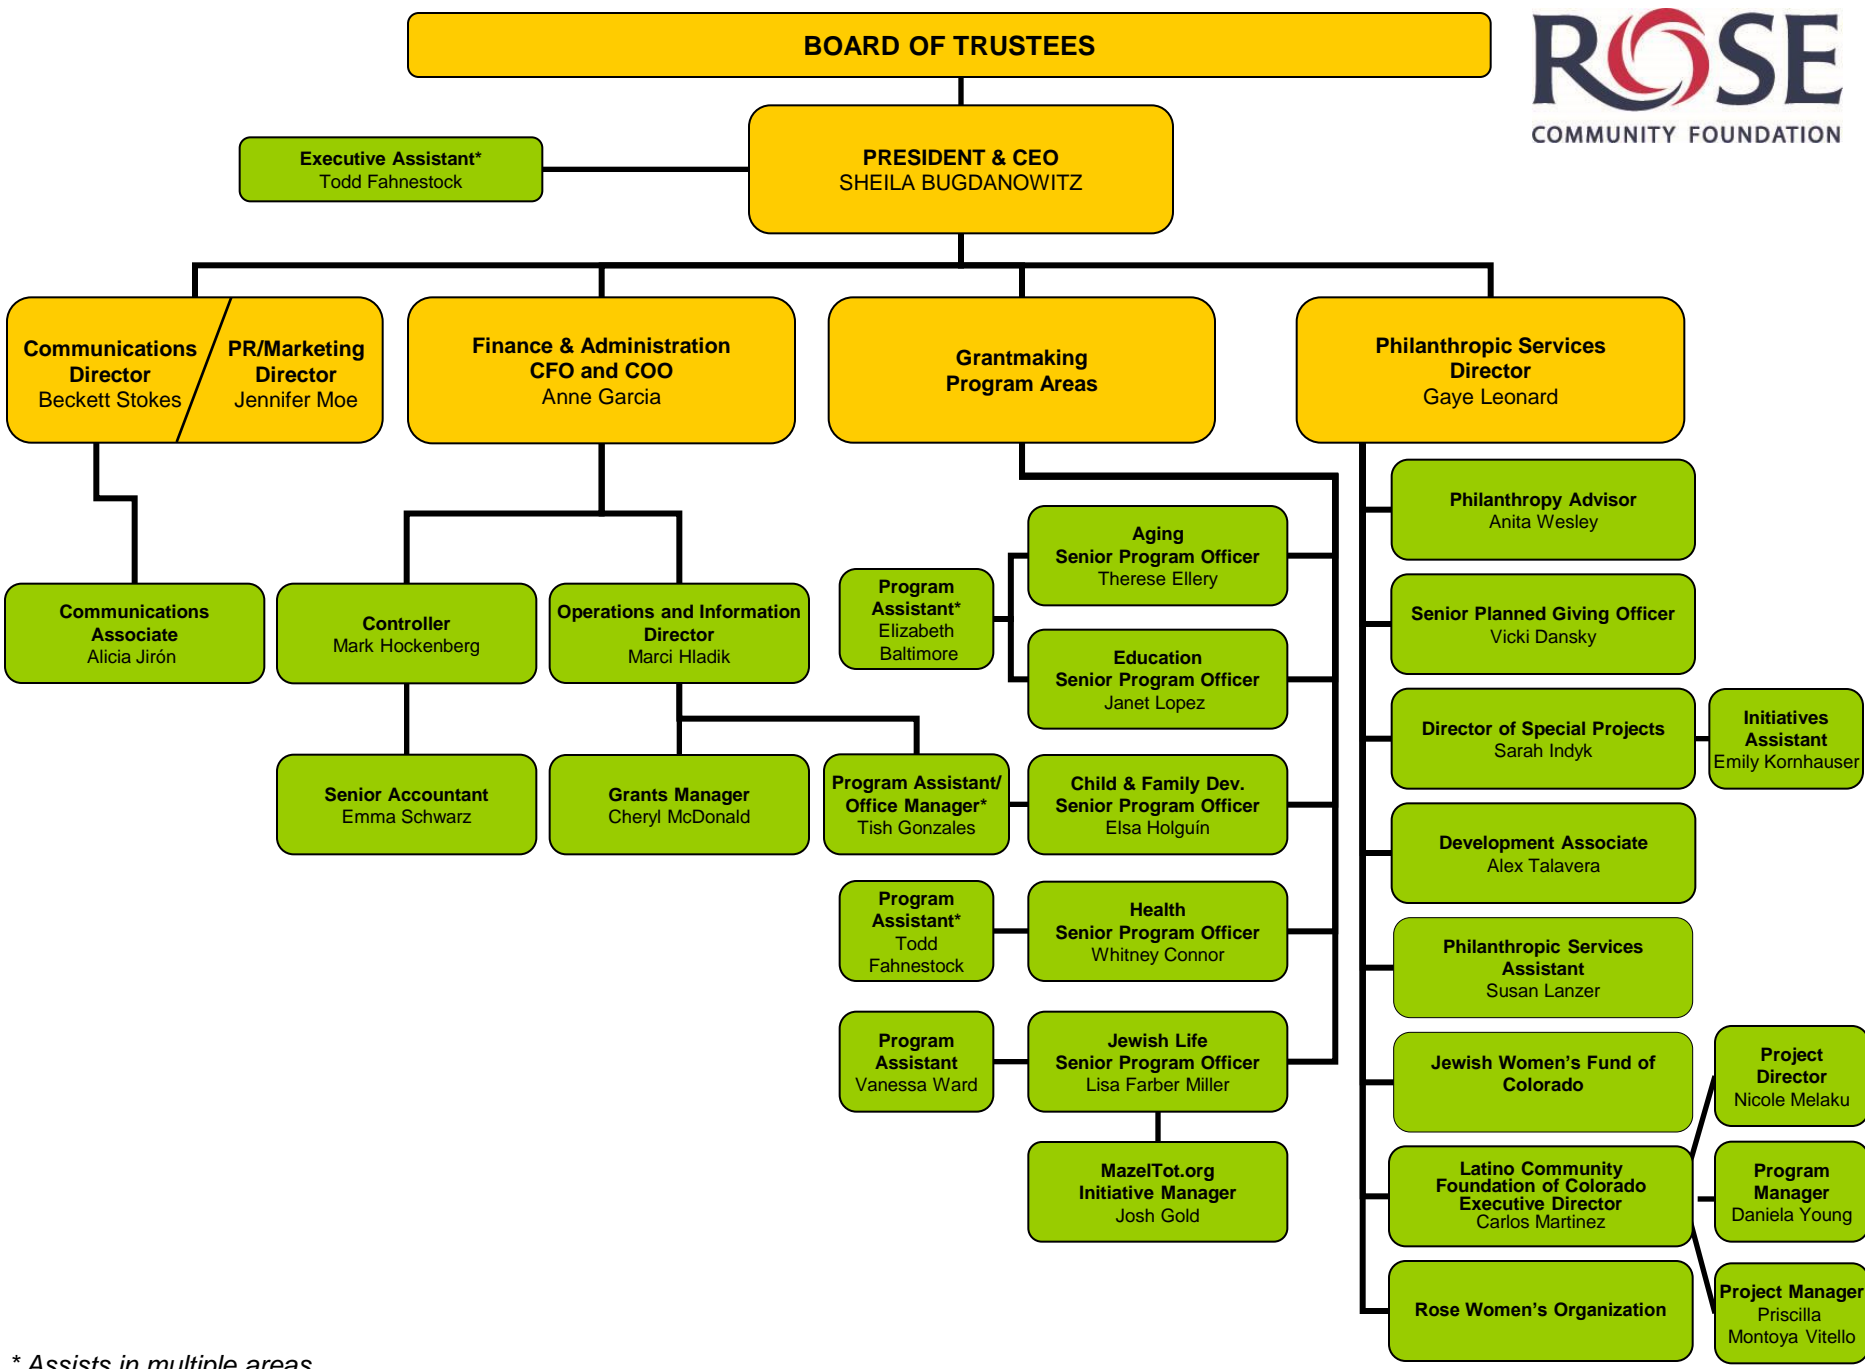 BOARD OF TRUSTEES
ROSE
COMMUNITY FOUNDATION
Executive Assistant*
Todd Fahnestock
PRESIDENT & CEO
SHEILA BUGDANOWITZ
Communications
Director
Beckett Stokes
PR/Marketing
Director
Jennifer Moe
Finance & Administration
CFO and COO
Anne Garcia
Grantmaking
Program Areas
Philanthropic Services
Director
Gaye Leonard
Communications
Associate
Alicia Jirón
Controller
Mark Hockenberg
Operations and Information
Director
Marci Hladik
Senior Accountant
Emma Schwarz
Grants Manager
Cheryl McDonald
Program Assistant/
Office Manager*
Tish Gonzales
Program
Assistant*
Elizabeth
Baltimore
Aging
Senior Program Officer
Therese Ellery
Education
Senior Program Officer
Janet Lopez
Child & Family Dev.
Senior Program Officer
Elsa Holguín
Program
Assistant*
Todd
Fahnestock
Health
Senior Program Officer
Whitney Connor
Program
Assistant
Vanessa Ward
Jewish Life
Senior Program Officer
Lisa Farber Miller
MazelTot.org
Initiative Manager
Josh Gold
Philanthropy Advisor
Anita Wesley
Senior Planned Giving Officer
Vicki Dansky
Director of Special Projects
Sarah Indyk
Initiatives
Assistant
Emily Kornhauser
Development Associate
Alex Talavera
Philanthropic Services
Assistant
Susan Lanzer
Jewish Women's Fund of
Colorado
Project
Director
Nicole Melaku
Latino Community
Foundation of Colorado
Executive Director
Carlos Martinez
Program
Manager
Daniela Young
Rose Women's Organization
Project Manager
Priscilla
Montoya Vitello
* Assists in multiple areas